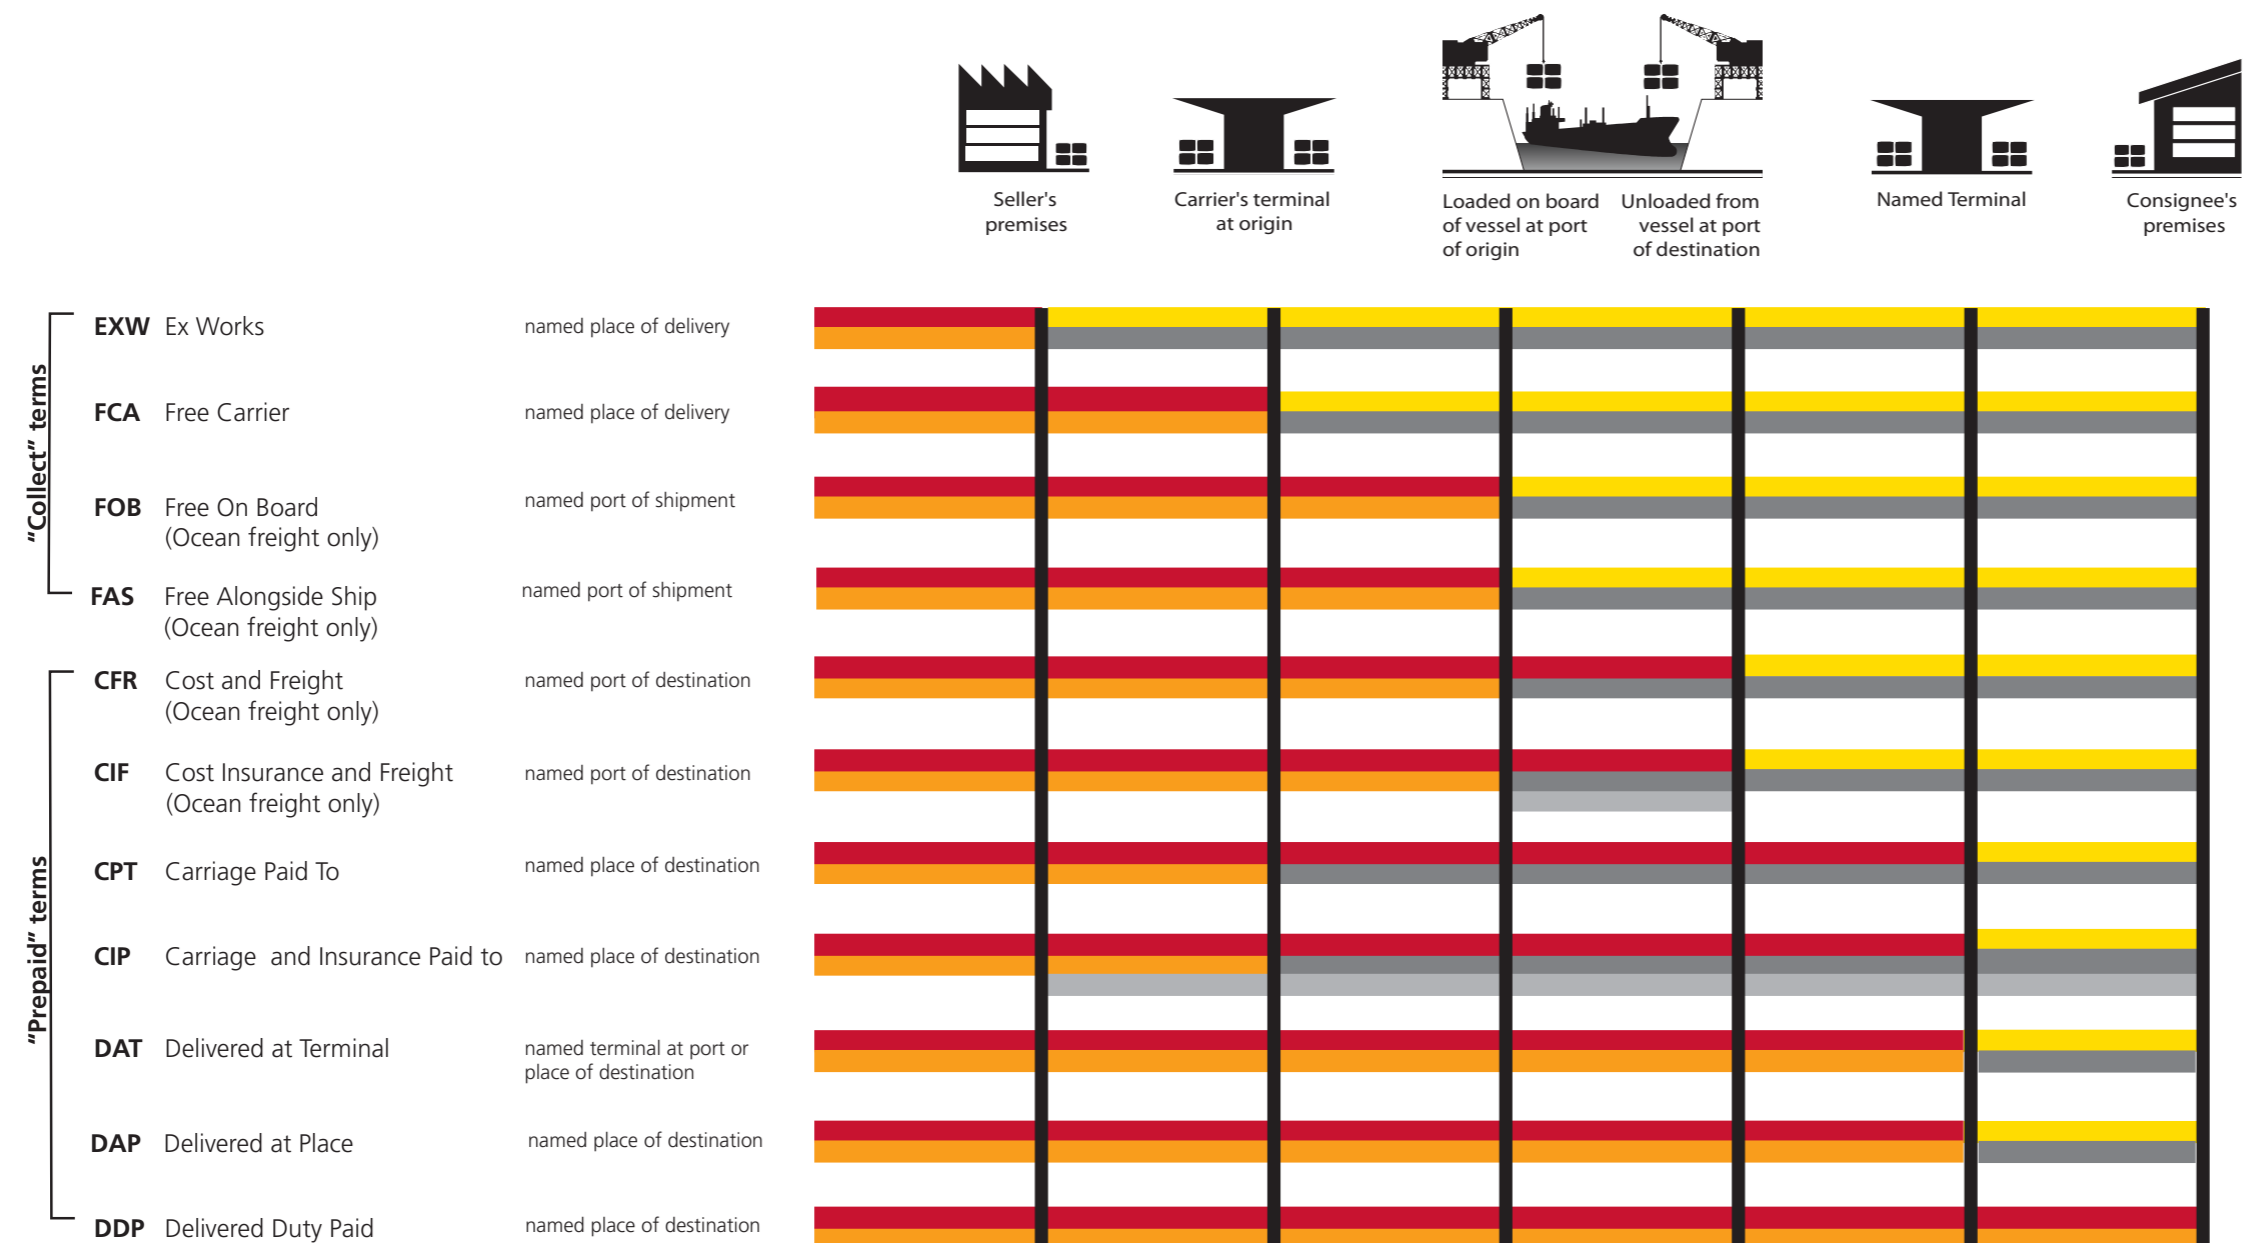 Seller's
premises
Carrier's terminal
at origin
Loaded on board
of vessel at port
of origin
Unloaded from
vessel at port
of destination
Named Terminal
Consignee's
premises
"Collect" terms
EXW Ex Works named place of delivery
FCA Free Carrier named place of delivery
FOB Free On Board named port of shipment
(Ocean freight only)
FAS Free Alongside Ship named port of shipment
(Ocean freight only)
"Prepaid" terms
CFR Cost and Freight named port of destination
(Ocean freight only)
CIF Cost Insurance and Freight named port of destination
(Ocean freight only)
CPT Carriage Paid To named place of destination
CIP Carriage and Insurance Paid to named place of destination
DAT Delivered at Terminal named terminal at port or
place of destination
DAP Delivered at Place named place of destination
DDP Delivered Duty Paid named place of destination